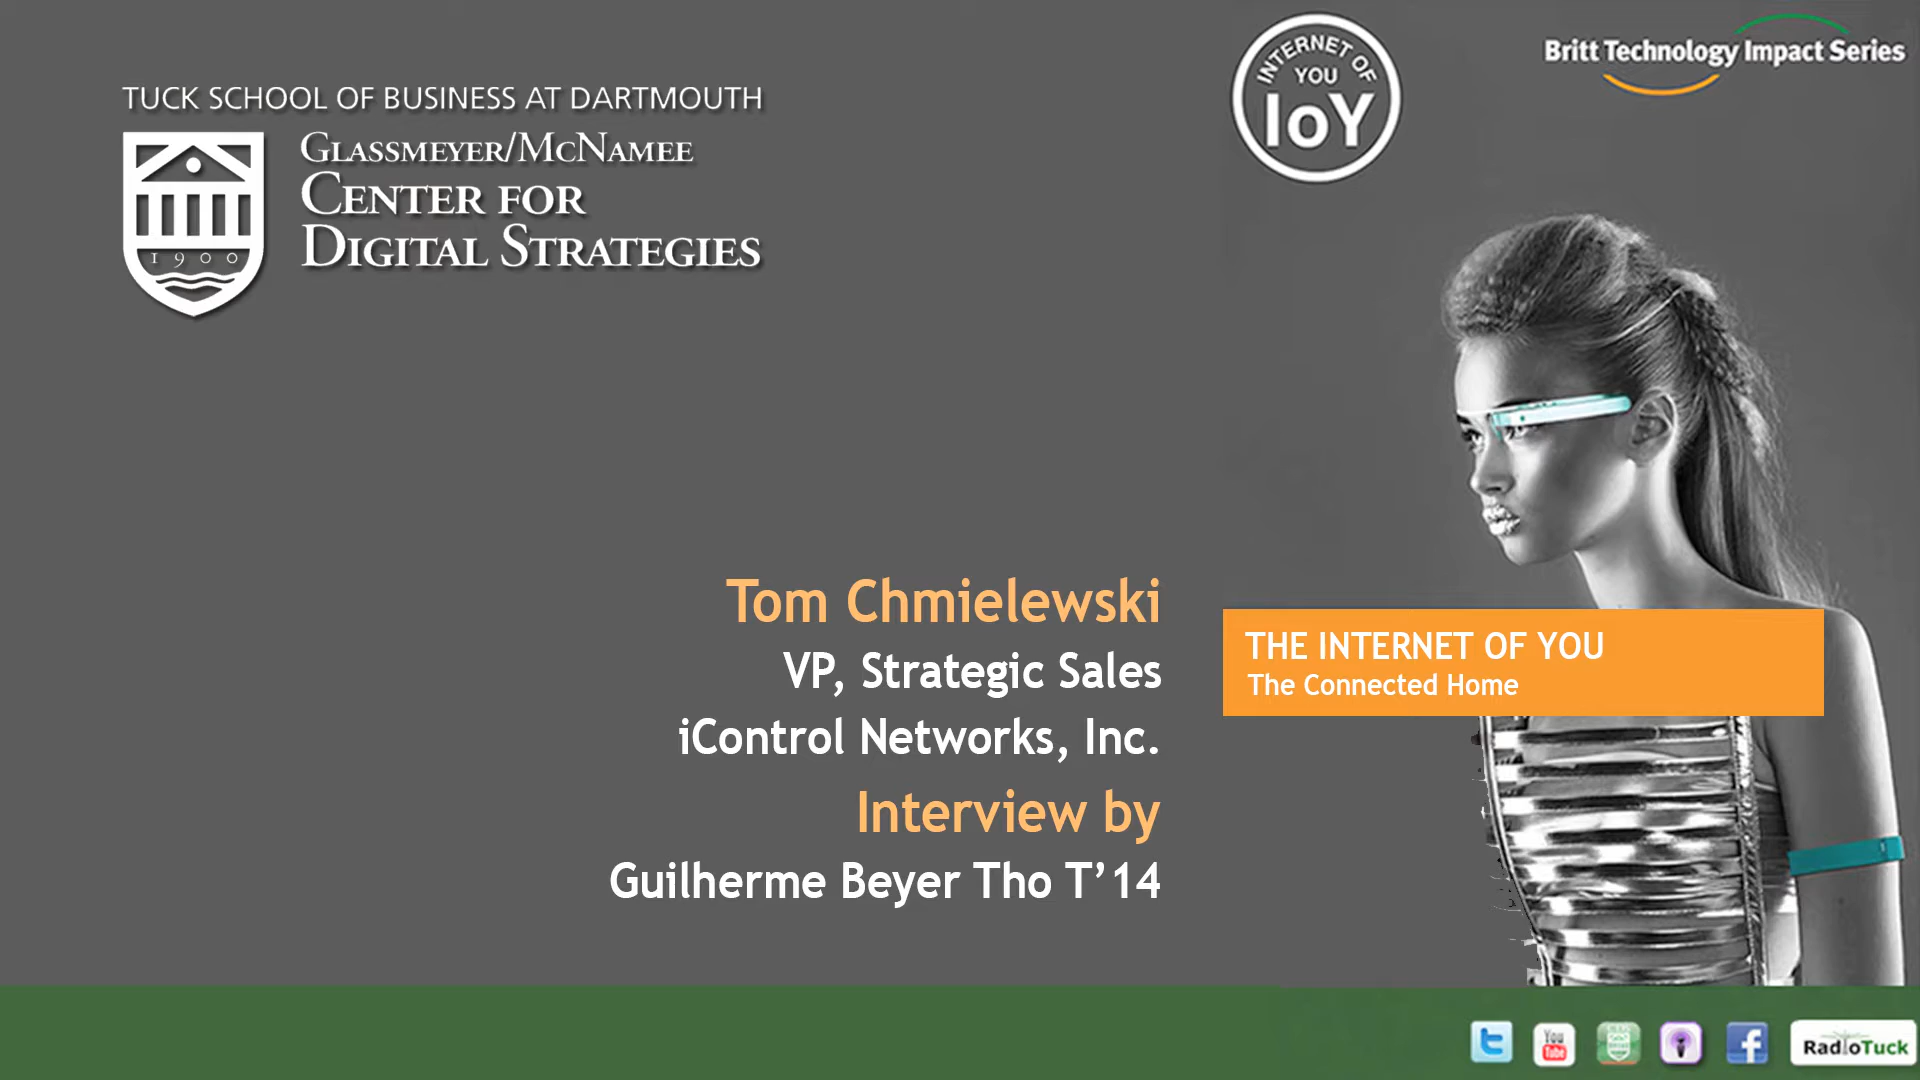 TUCK SCHOOL OF BUSINESS AT DARTMOUTH
GLASSMEYER/MCNAMEE
CENTER FOR
DIGITAL STRATEGIES
1900
INTERNET OF
YOU
IoY
Britt Technology Impact Series
Tom Chmielewski
VP, Strategic Sales
iControl Networks, Inc.
Interview by
Guilherme Beyer Tho T’14
THE INTERNET OF YOU
The Connected Home
You
Tube
RadioTuck